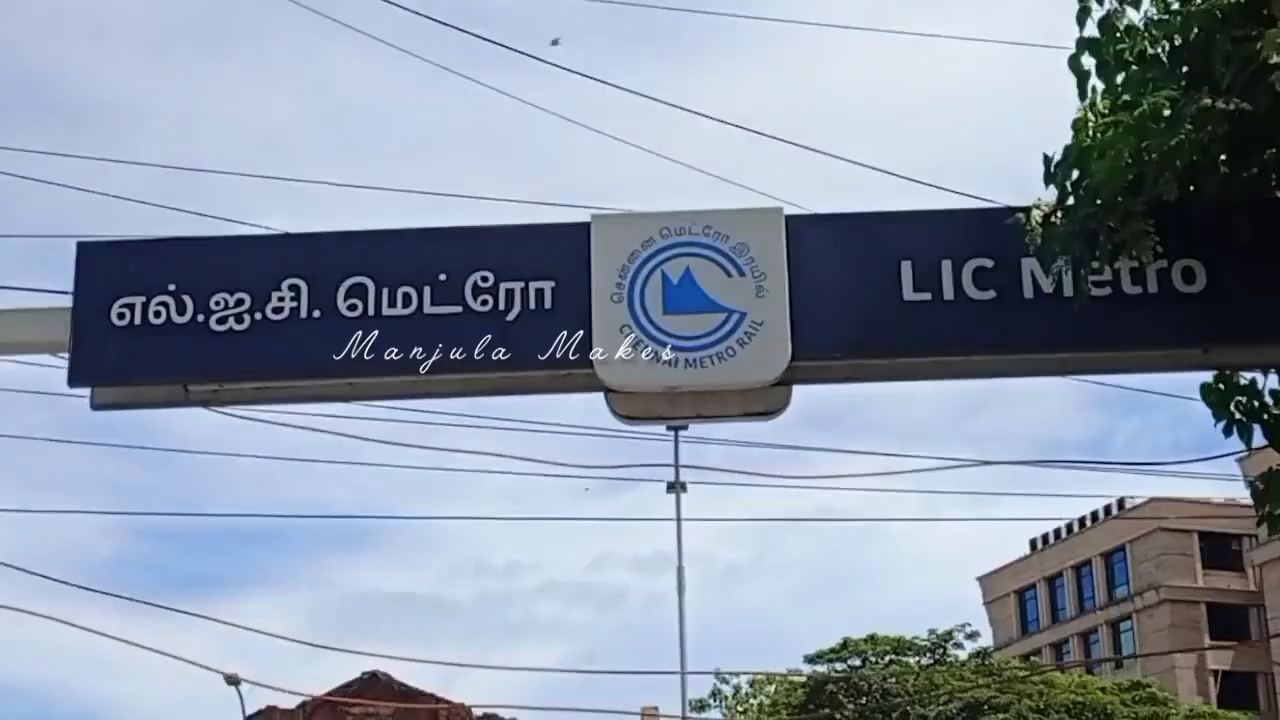 எல்.ஐ.சி. மெட்ரோ
சென்னை மெட்ரோ இரயில்
CHENNAI METRO RAIL
LIC Metro
Manjula Makes